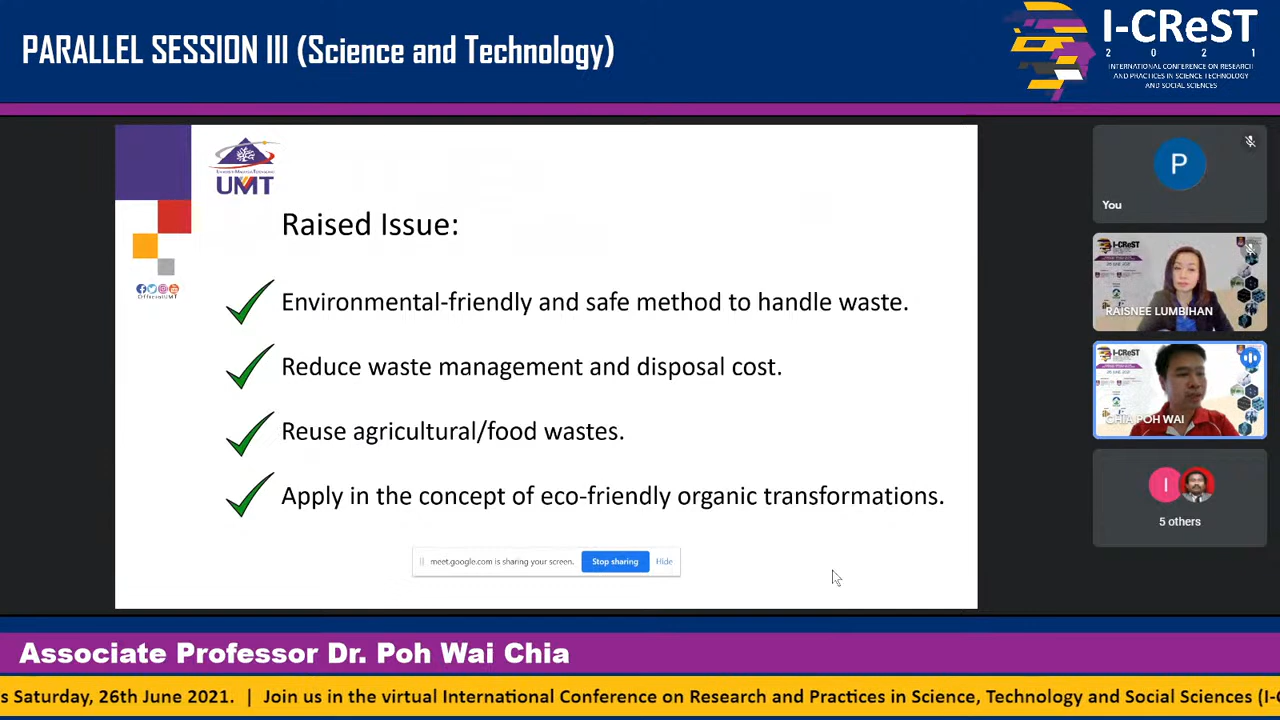 PARALLEL SESSION III (Science and Technology)
I-CReST
2 0 2 1
INTERNATIONAL CONFERENCE ON RESEARCH
AND PRACTICES IN SCIENCE TECHNOLOGY
AND SOCIAL SCIENCES
UMT
OfficialUMT
Raised Issue:
Environmental-friendly and safe method to handle waste.
Reduce waste management and disposal cost.
Reuse agricultural/food wastes.
Apply in the concept of eco-friendly organic transformations.
meet.google.com is sharing your screen.
Stop sharing
Hide
P
You
I-CReST
RAISNEE LUMBIHAN
I-CReST
CHIA POH WAI
I
5 others
Associate Professor Dr. Poh Wai Chia
s Saturday, 26th June 2021. | Join us in the virtual International Conference on Research and Practices in Science, Technology and Social Sciences (I-C